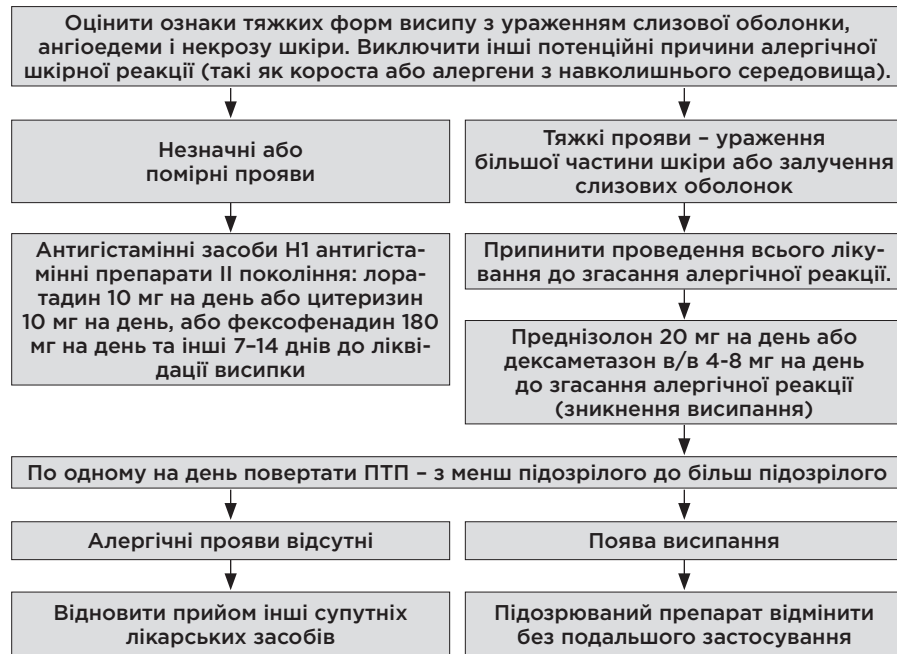 Оцінити ознаки тяжких форм висипу з ураженням слизової оболонки,
ангіоедеми і некрозу шкіри. Виключити інші потенційні причини алергічної
шкірної реакції (такі як короста або алергени з навколишнього середовища).
Незначні або
помірні прояви
Тяжкі прояви – ураження
більшої частини шкіри або залучення
слизових оболонок
Антигістамінні засоби Н1 антигіста-
мінні препарати II покоління: лора-
тадин 10 мг на день або цитеризин
10 мг на день, або фексофенадин 180
мг на день та інші 7–14 днів до лікві-
дації висипки
Припинити проведення всього ліку-
вання до згасання алергічної реакції.
Преднізолон 20 мг на день або
дексаметазон в/в 4-8 мг на день
до згасання алергічної реакції
(зникнення висипання)
По одному на день повертати ПТП – з менш підозрілого до більш підозрілого
Алергічні прояви відсутні
Поява висипання
Відновити прийом інші супутніх
лікарських засобів
Підозрюваний препарат відмінити
без подальшого застосування